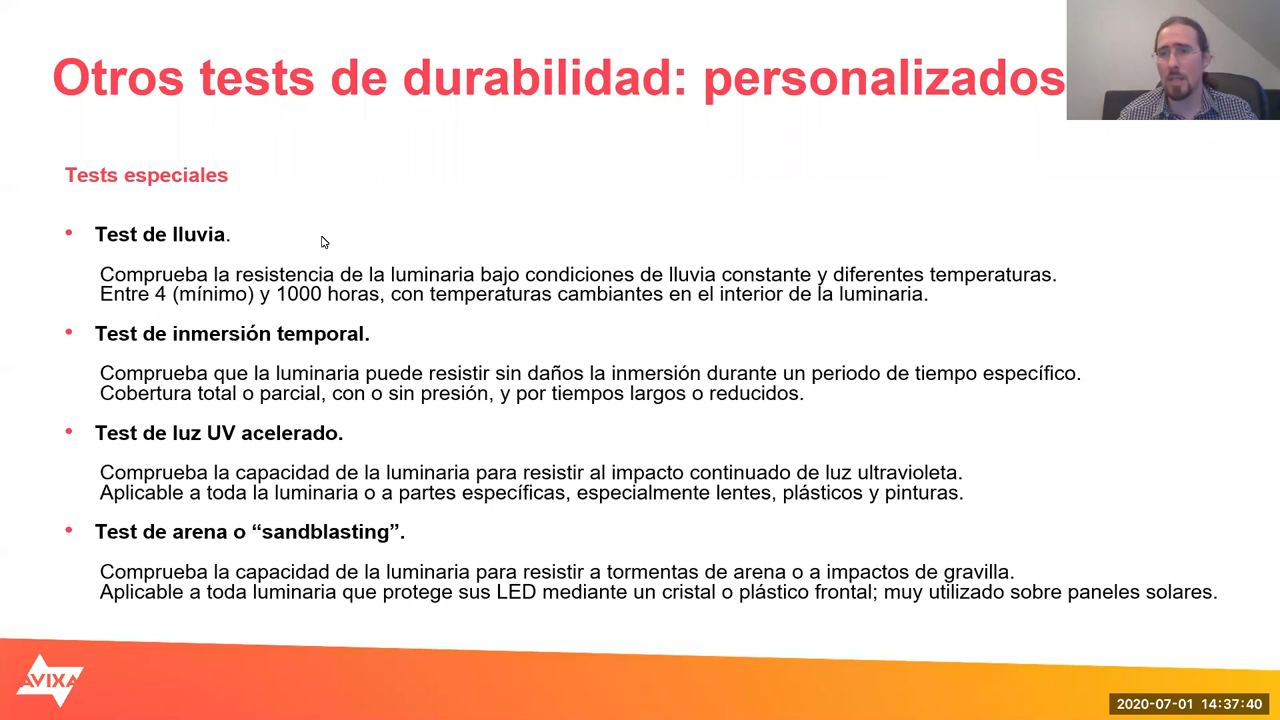 Otros tests de durabilidad: personalizados
Tests especiales
• Test de lluvia.
Comprueba la resistencia de la luminaria bajo condiciones de lluvia constante y diferentes temperaturas.
Entre 4 (mínimo) y 1000 horas, con temperaturas cambiantes en el interior de la luminaria.
• Test de inmersión temporal.
Comprueba que la luminaria puede resistir sin daños la inmersión durante un periodo de tiempo específico.
Cobertura total o parcial, con o sin presión, y por tiempos largos o reducidos.
• Test de luz UV acelerado.
Comprueba la capacidad de la luminaria para resistir al impacto continuado de luz ultravioleta.
Aplicable a toda la luminaria o a partes específicas, especialmente lentes, plásticos y pinturas.
• Test de arena o “sandblasting”.
Comprueba la capacidad de la luminaria para resistir a tormentas de arena o a impactos de gravilla.
Aplicable a toda luminaria que protege sus LED mediante un cristal o plástico frontal; muy utilizado sobre paneles solares.
AVIXA
2020-07-01 14:37:40